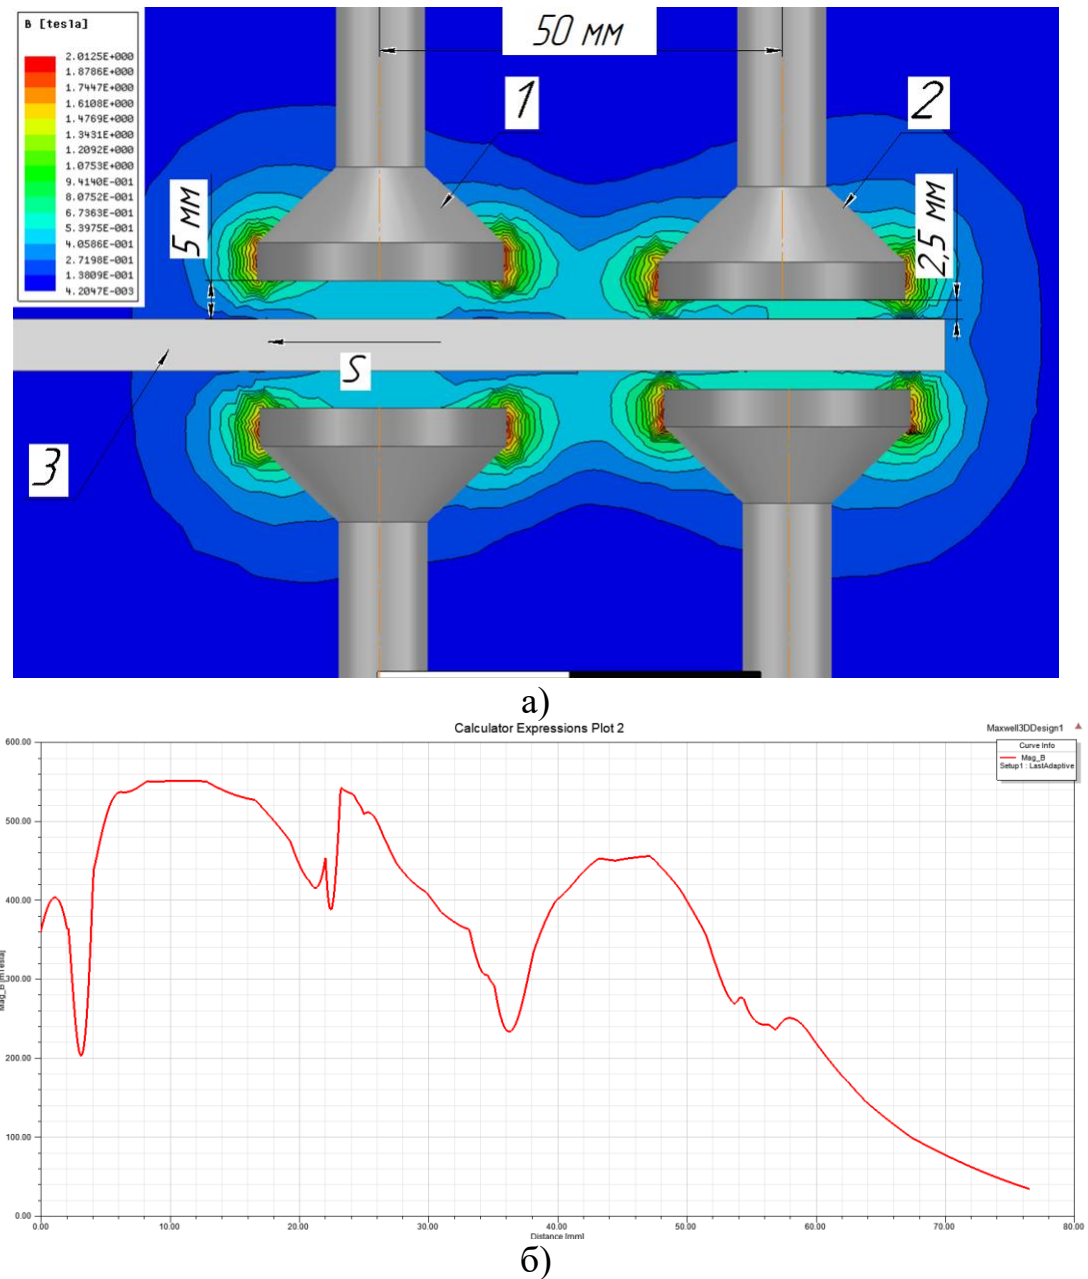 B [tesla]
2.0125E+000
1.8786E+000
1.7447E+000
1.6108E+000
1.4769E+000
1.3431E+000
1.2092E+000
1.0753E+000
9.4140E-001
8.0752E-001
6.7363E-001
5.3975E-001
4.0586E-001
2.7198E-001
1.3809E-001
4.2047E-003
50 мм
1
2
5 мм
2,5 мм
S
3
а)
Calculator Expressions Plot 2
Maxwell3DDesign1
Curve Info
Mag_B
Setup1 : LastAdaptive
600.00
500.00
400.00
300.00
200.00
100.00
0.00
Mag_B [mTesla]
0.00 10.00 20.00 30.00 40.00 50.00 60.00 70.00 80.00
Distance [mm]
б)